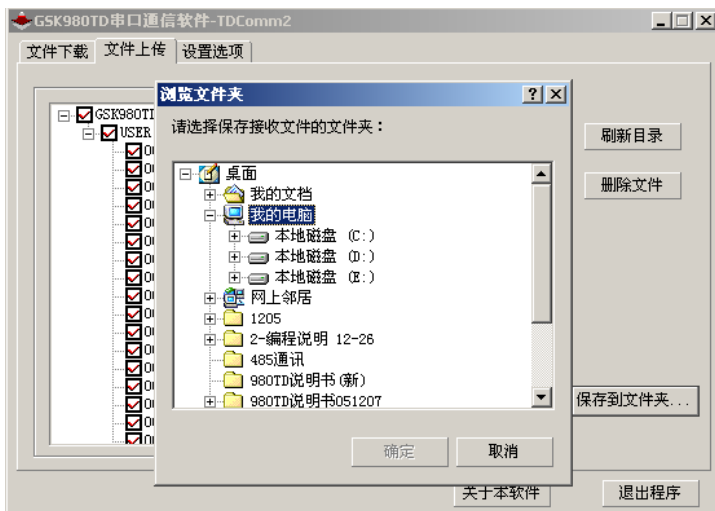 GSK980TD串口通信软件-TDComm2
文件下载 文件上传 设置选项
浏览文件夹
请选择保存接收文件的文件夹：
GSK980TD
USER
桌面
我的文档
我的电脑
本地磁盘 (C:)
本地磁盘 (D:)
本地磁盘 (E:)
网上邻居
1205
2-编程说明 12-26
485通讯
980TD说明书(新)
980TD说明书051207
确定
取消
刷新目录
删除文件
保存到文件夹...
关于本软件
退出程序